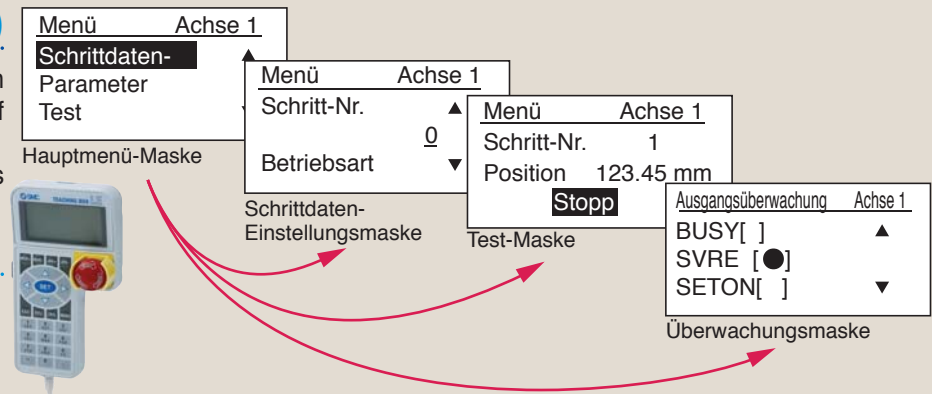 Menü Achse 1
Schrittdaten-
Parameter
Test
Hauptmenü-Maske
Menü Achse 1
Schritt-Nr.
0
Betriebsart
Schrittdaten-
Einstellungsmaske
Menü Achse 1
Schritt-Nr. 1
Position 123.45 mm
Stopp
Test-Maske
Ausgangsüberwachung Achse 1
BUSY[ ]
SVRE [●]
SETON[ ]
Überwachungsmaske
SMC TEACHING BOX
SET